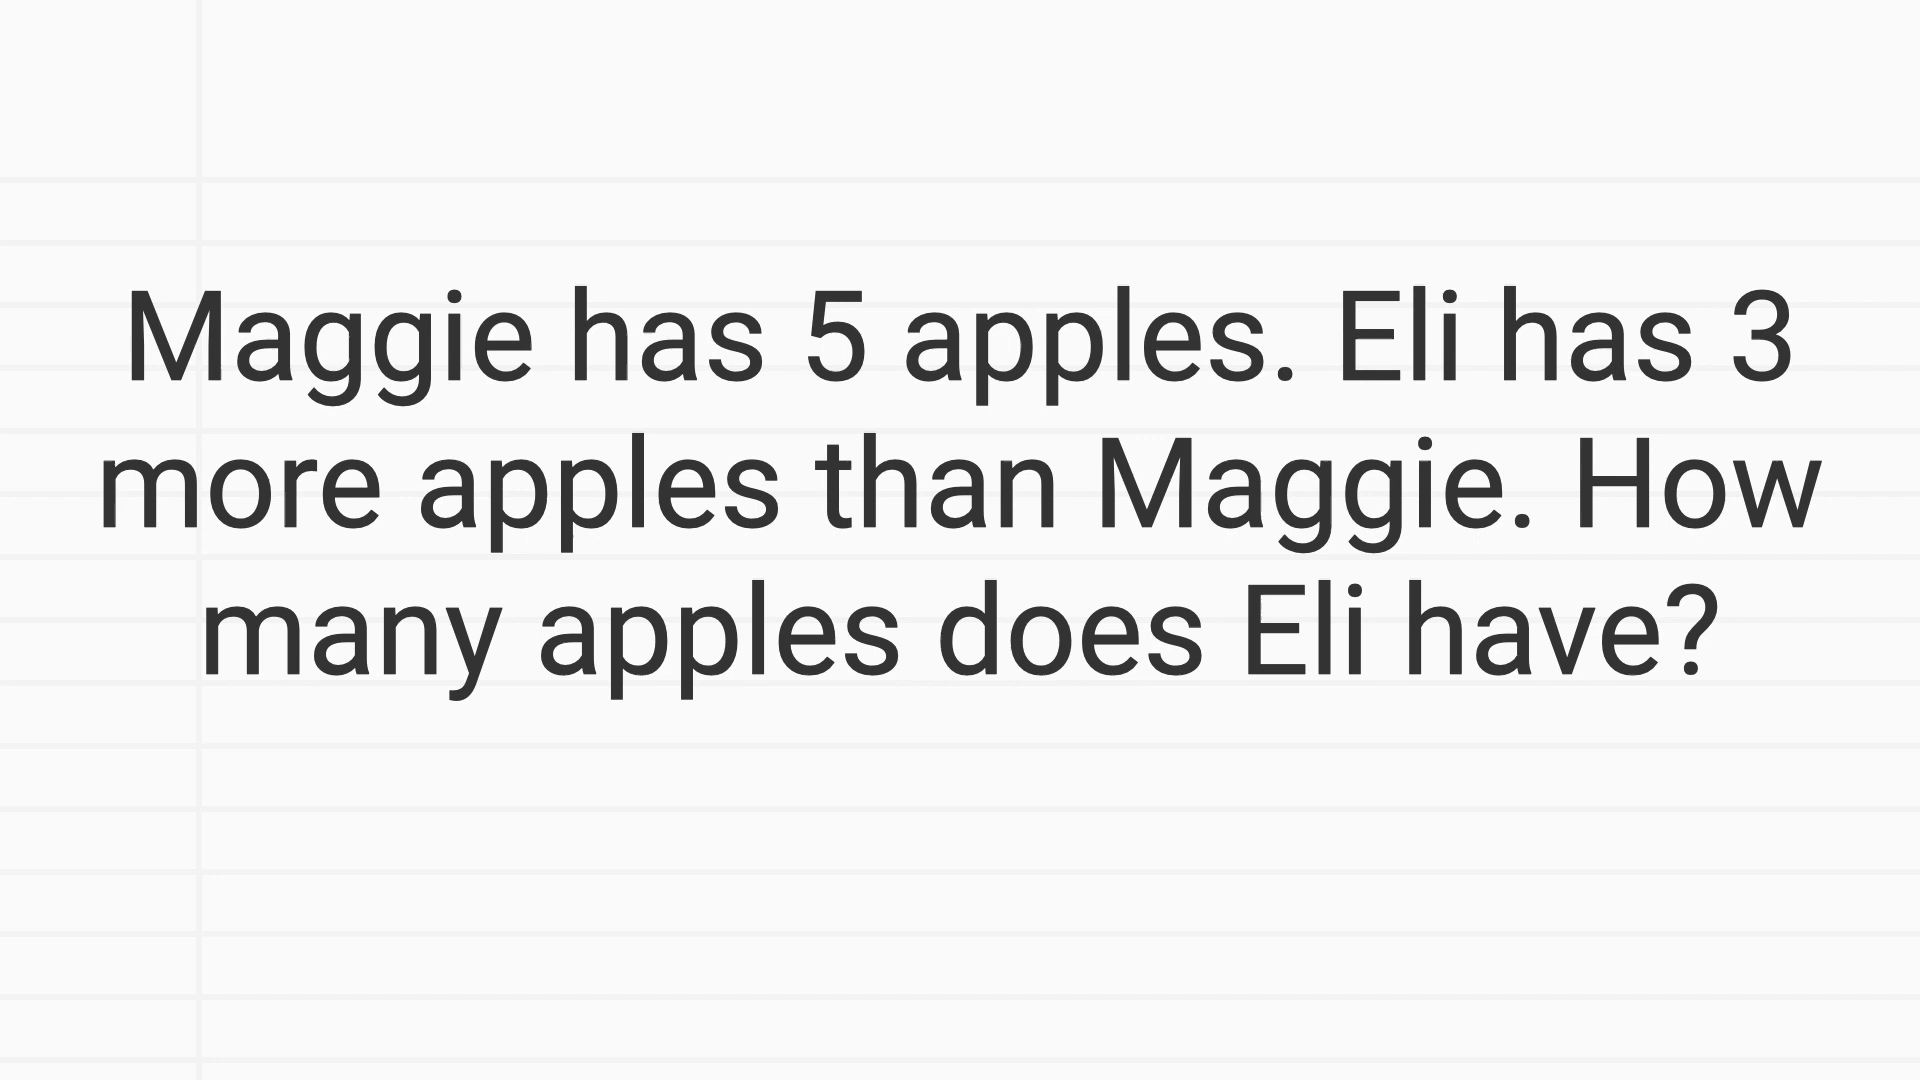 Maggie has 5 apples. Eli has 3
more apples than Maggie. How
many apples does Eli have?